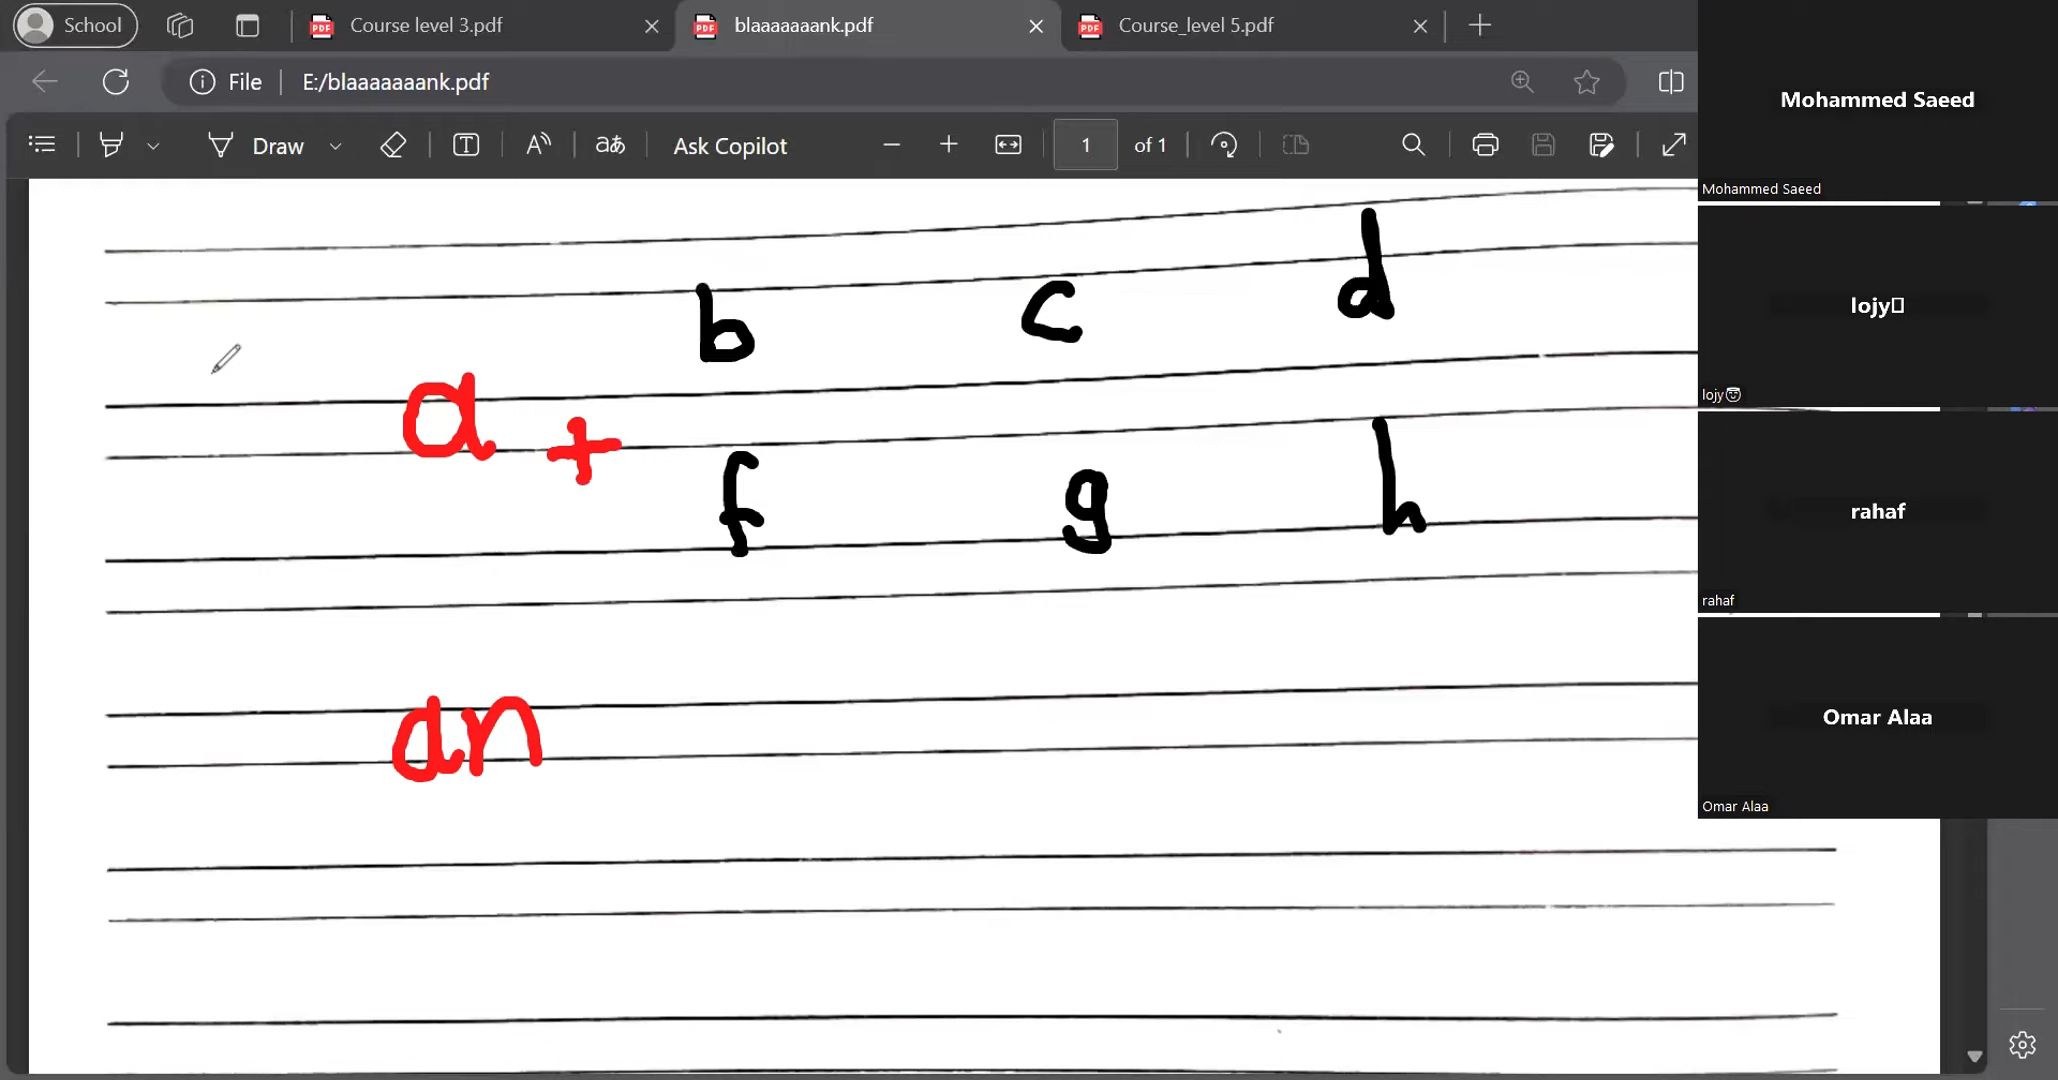 School
Course level 3.pdf
blaaaaaaank.pdf
Course_level 5.pdf
File
E:/blaaaaaaank.pdf
Draw
Ask Copilot
1 of 1
b c d
a +
f g h
an
Mohammed Saeed
Mohammed Saeed
lojy
lojy😇
rahaf
rahaf
Omar Alaa
Omar Alaa